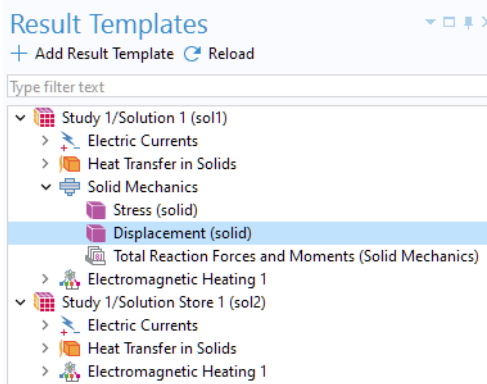 Result Templates
Add Result Template Reload
Type filter text
Study 1/Solution 1 (sol1)
Electric Currents
Heat Transfer in Solids
Solid Mechanics
Stress (solid)
Displacement (solid)
Total Reaction Forces and Moments (Solid Mechanics)
Electromagnetic Heating 1
Study 1/Solution Store 1 (sol2)
Electric Currents
Heat Transfer in Solids
Electromagnetic Heating 1